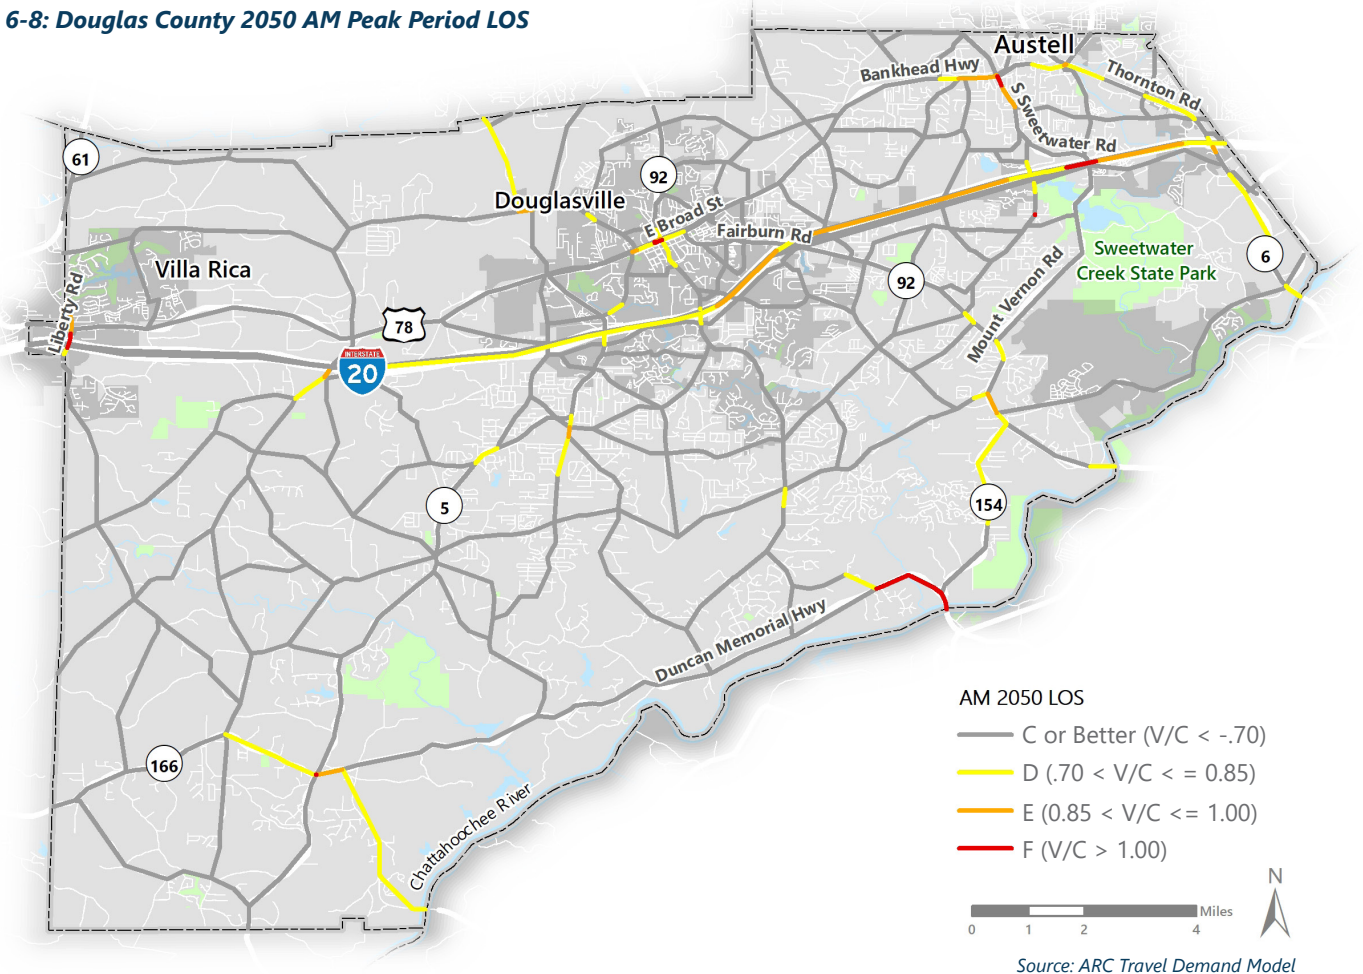 6-8: Douglas County 2050 AM Peak Period LOS
Austell
Bankhead Hwy
Thornton Rd
S Sweetwater Rd
61
92
Douglasville
E Broad St
Fairburn Rd
Sweetwater
Creek State Park
6
Villa Rica
92
Liberty Rd
78
Mount Vernon Rd
INTERSTATE
20
5
154
Duncan Memorial Hwy
166
Chattahoochee River
AM 2050 LOS
C or Better (V/C < -.70)
D (.70 < V/C < = 0.85)
E (0.85 < V/C <= 1.00)
F (V/C > 1.00)
N
Miles
0 1 2 4
Source: ARC Travel Demand Model